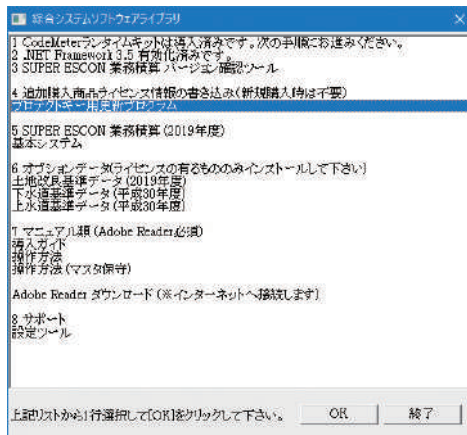 綜合システムソフトウェアライブラリ
1 CodeMeterランタイムキットは導入済みです。次の手順にお進みください。
2 .NET Framework 3.5 有効化済みです。
3 SUPER ESCON 業務積算 バージョン確認ツール
4 追加購入商品ライセンス情報の書き込み(新規購入時は不要)
プロテクトキー用更新プログラム
5 SUPER ESCON 業務積算 (2019年度)
基本システム
6 オプションデータ(ライセンスの有るもののみインストールして下さい)
土地改良基準データ (2019年度)
下水道基準データ (平成30年度)
上水道基準データ (平成30年度)
7 マニュアル類 (Adobe Reader必須)
導入ガイド
操作方法
操作方法 (マスタ保守)
Adobe Reader ダウンロード (※インターネットへ接続します)
8 サポート
設定ツール
上記リストから1行選択して[OK]をクリックして下さい。
OK
終了